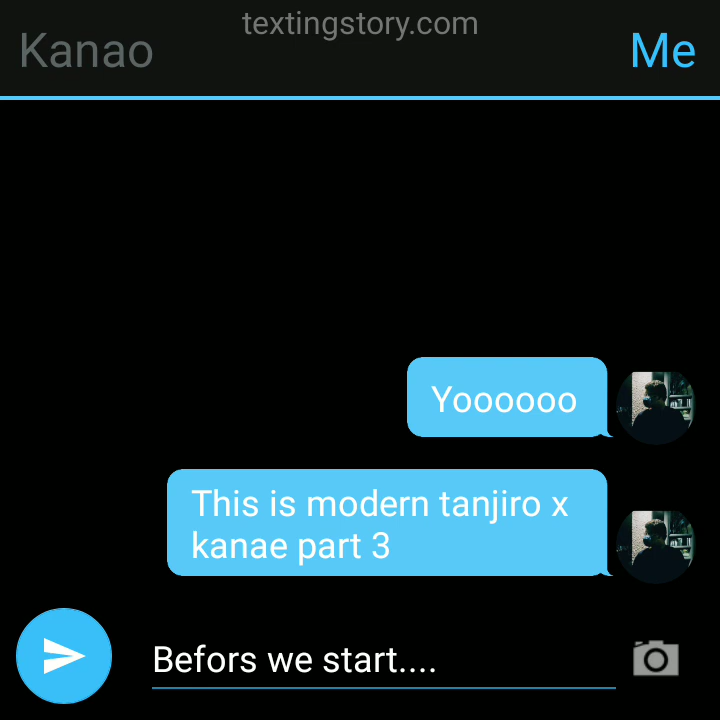 textingstory.com
Kanao
Me
Yoooooo
This is modern tanjiro x
kanae part 3
Befors we start....